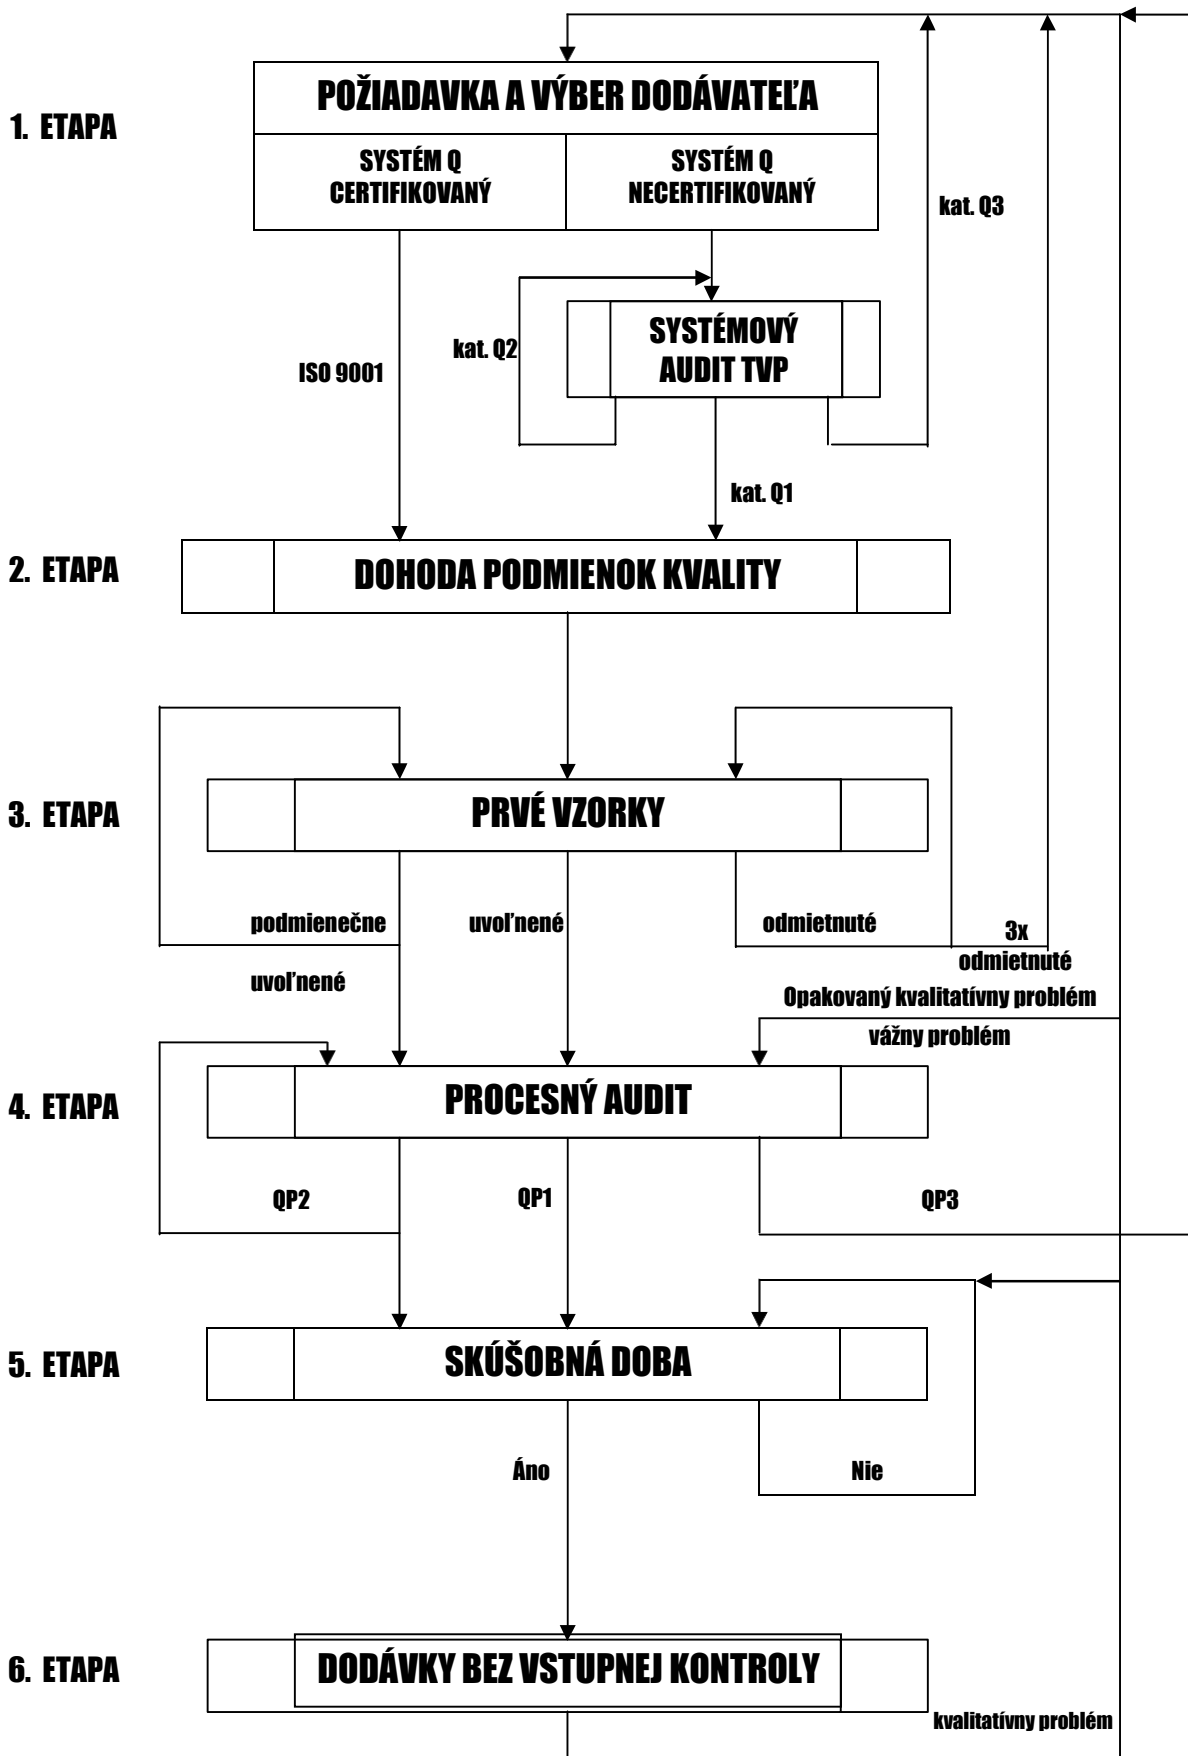 POŽIADAVKA A VÝBER DODÁVATEĽA
1. ETAPA
SYSTÉM Q
CERTIFIKOVANÝ
SYSTÉM Q
NECERTIFIKOVANÝ
kat. Q3
SYSTÉMOVÝ
AUDIT TVP
kat. Q2
ISO 9001
kat. Q1
2. ETAPA
DOHODA PODMIENOK KVALITY
3. ETAPA
PRVÉ VZORKY
podmienečne
uvoľnené
uvoľnené
odmietnuté
3x
odmietnuté
Opakovaný kvalitatívny problém
vážny problém
4. ETAPA
PROCESNÝ AUDIT
QP2
QP1
QP3
5. ETAPA
SKÚŠOBNÁ DOBA
Áno
Nie
6. ETAPA
DODÁVKY BEZ VSTUPNEJ KONTROLY
kvalitatívny problém